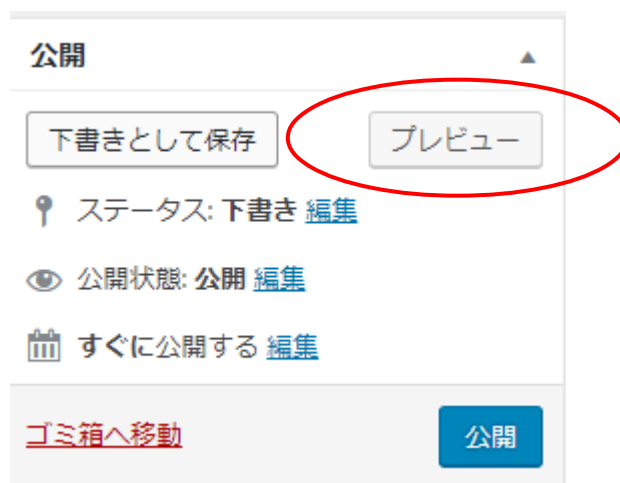 公開
下書きとして保存 プレビュー
ステータス: 下書き 編集
公開状態: 公開 編集
すぐに公開する 編集
ゴミ箱へ移動 公開